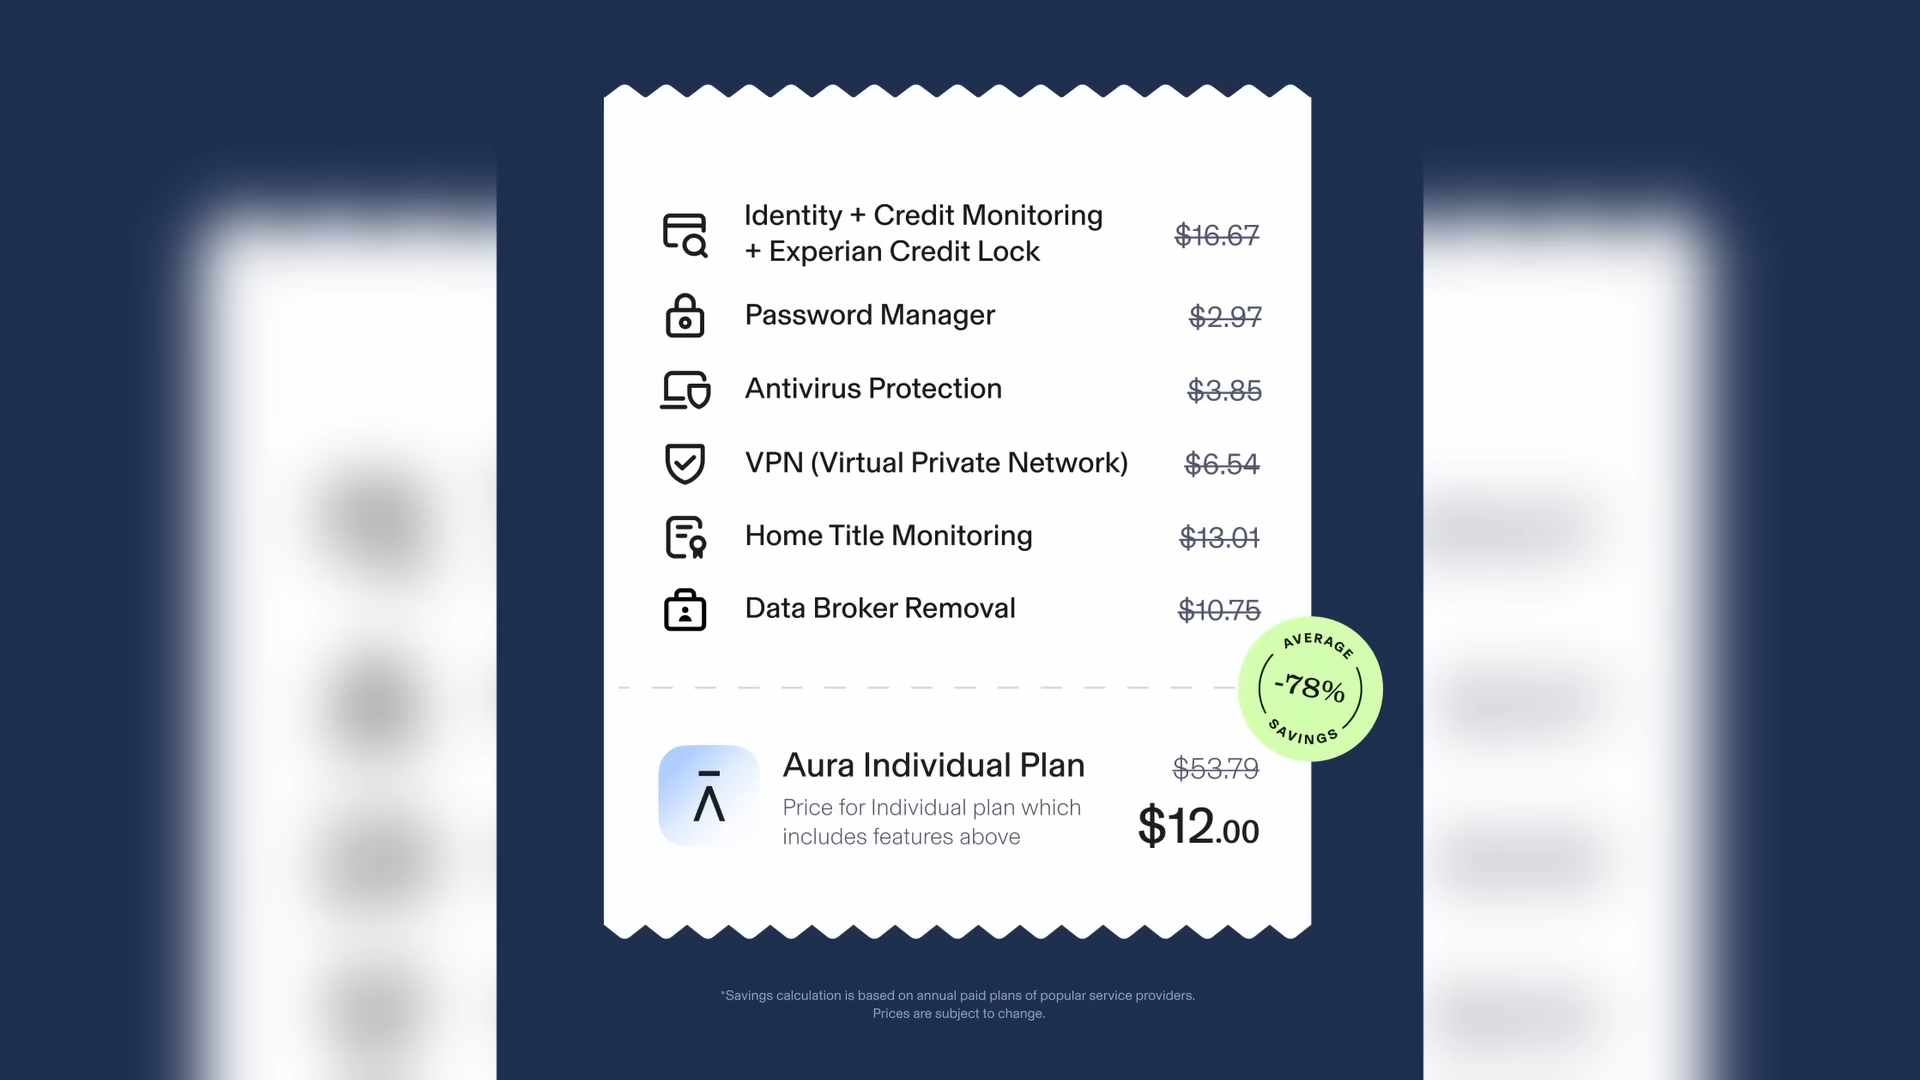 Identity + Credit Monitoring
+ Experian Credit Lock
$16.67
Password Manager
$2.97
Antivirus Protection
$3.85
VPN (Virtual Private Network)
$6.54
Home Title Monitoring
$13.01
Data Broker Removal
$10.75
AVERAGE
-78%
SAVINGS
Aura Individual Plan
$53.79
Price for Individual plan which
includes features above
$12.00
*Savings calculation is based on annual paid plans of popular service providers.
Prices are subject to change.